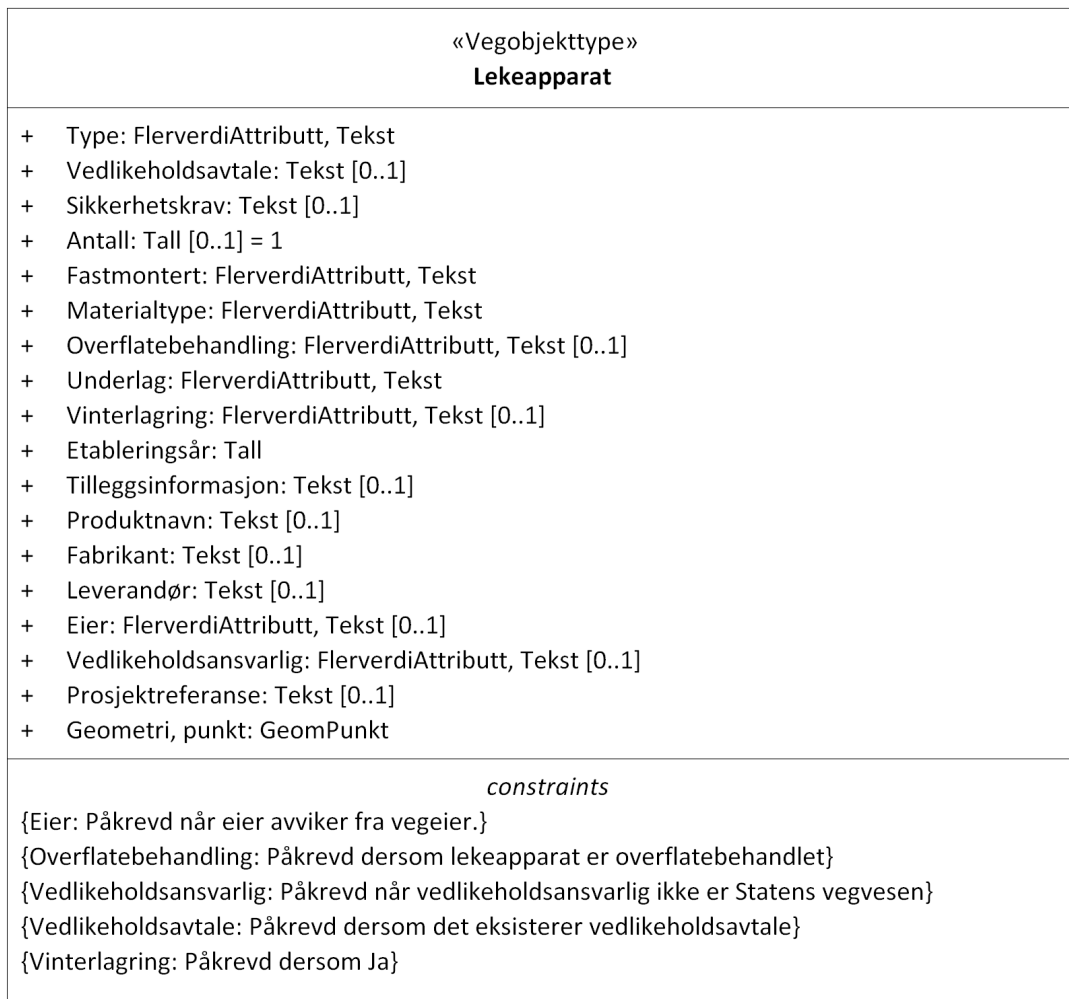 «Vegobjekttype»
Lekeapparat
+ Type: FlerverdiAttributt, Tekst
+ Vedlikeholdsavtale: Tekst [0..1]
+ Sikkerhetskrav: Tekst [0..1]
+ Antall: Tall [0..1] = 1
+ Fastmontert: FlerverdiAttributt, Tekst
+ Materialtype: FlerverdiAttributt, Tekst
+ Overflatebehandling: FlerverdiAttributt, Tekst [0..1]
+ Underlag: FlerverdiAttributt, Tekst
+ Vinterlagring: FlerverdiAttributt, Tekst [0..1]
+ Etableringsår: Tall
+ Tilleggsinformasjon: Tekst [0..1]
+ Produktnavn: Tekst [0..1]
+ Fabrikant: Tekst [0..1]
+ Leverandør: Tekst [0..1]
+ Eier: FlerverdiAttributt, Tekst [0..1]
+ Vedlikeholdsansvarlig: FlerverdiAttributt, Tekst [0..1]
+ Prosjektreferanse: Tekst [0..1]
+ Geometri, punkt: GeomPunkt
constraints
{Eier: Påkrevd når eier avviker fra vegeier.}
{Overflatebehandling: Påkrevd dersom lekeapparat er overflatebehandlet}
{Vedlikeholdsansvarlig: Påkrevd når vedlikeholdsansvarlig ikke er Statens vegvesen}
{Vedlikeholdsavtale: Påkrevd dersom det eksisterer vedlikeholdsavtale}
{Vinterlagring: Påkrevd dersom Ja}